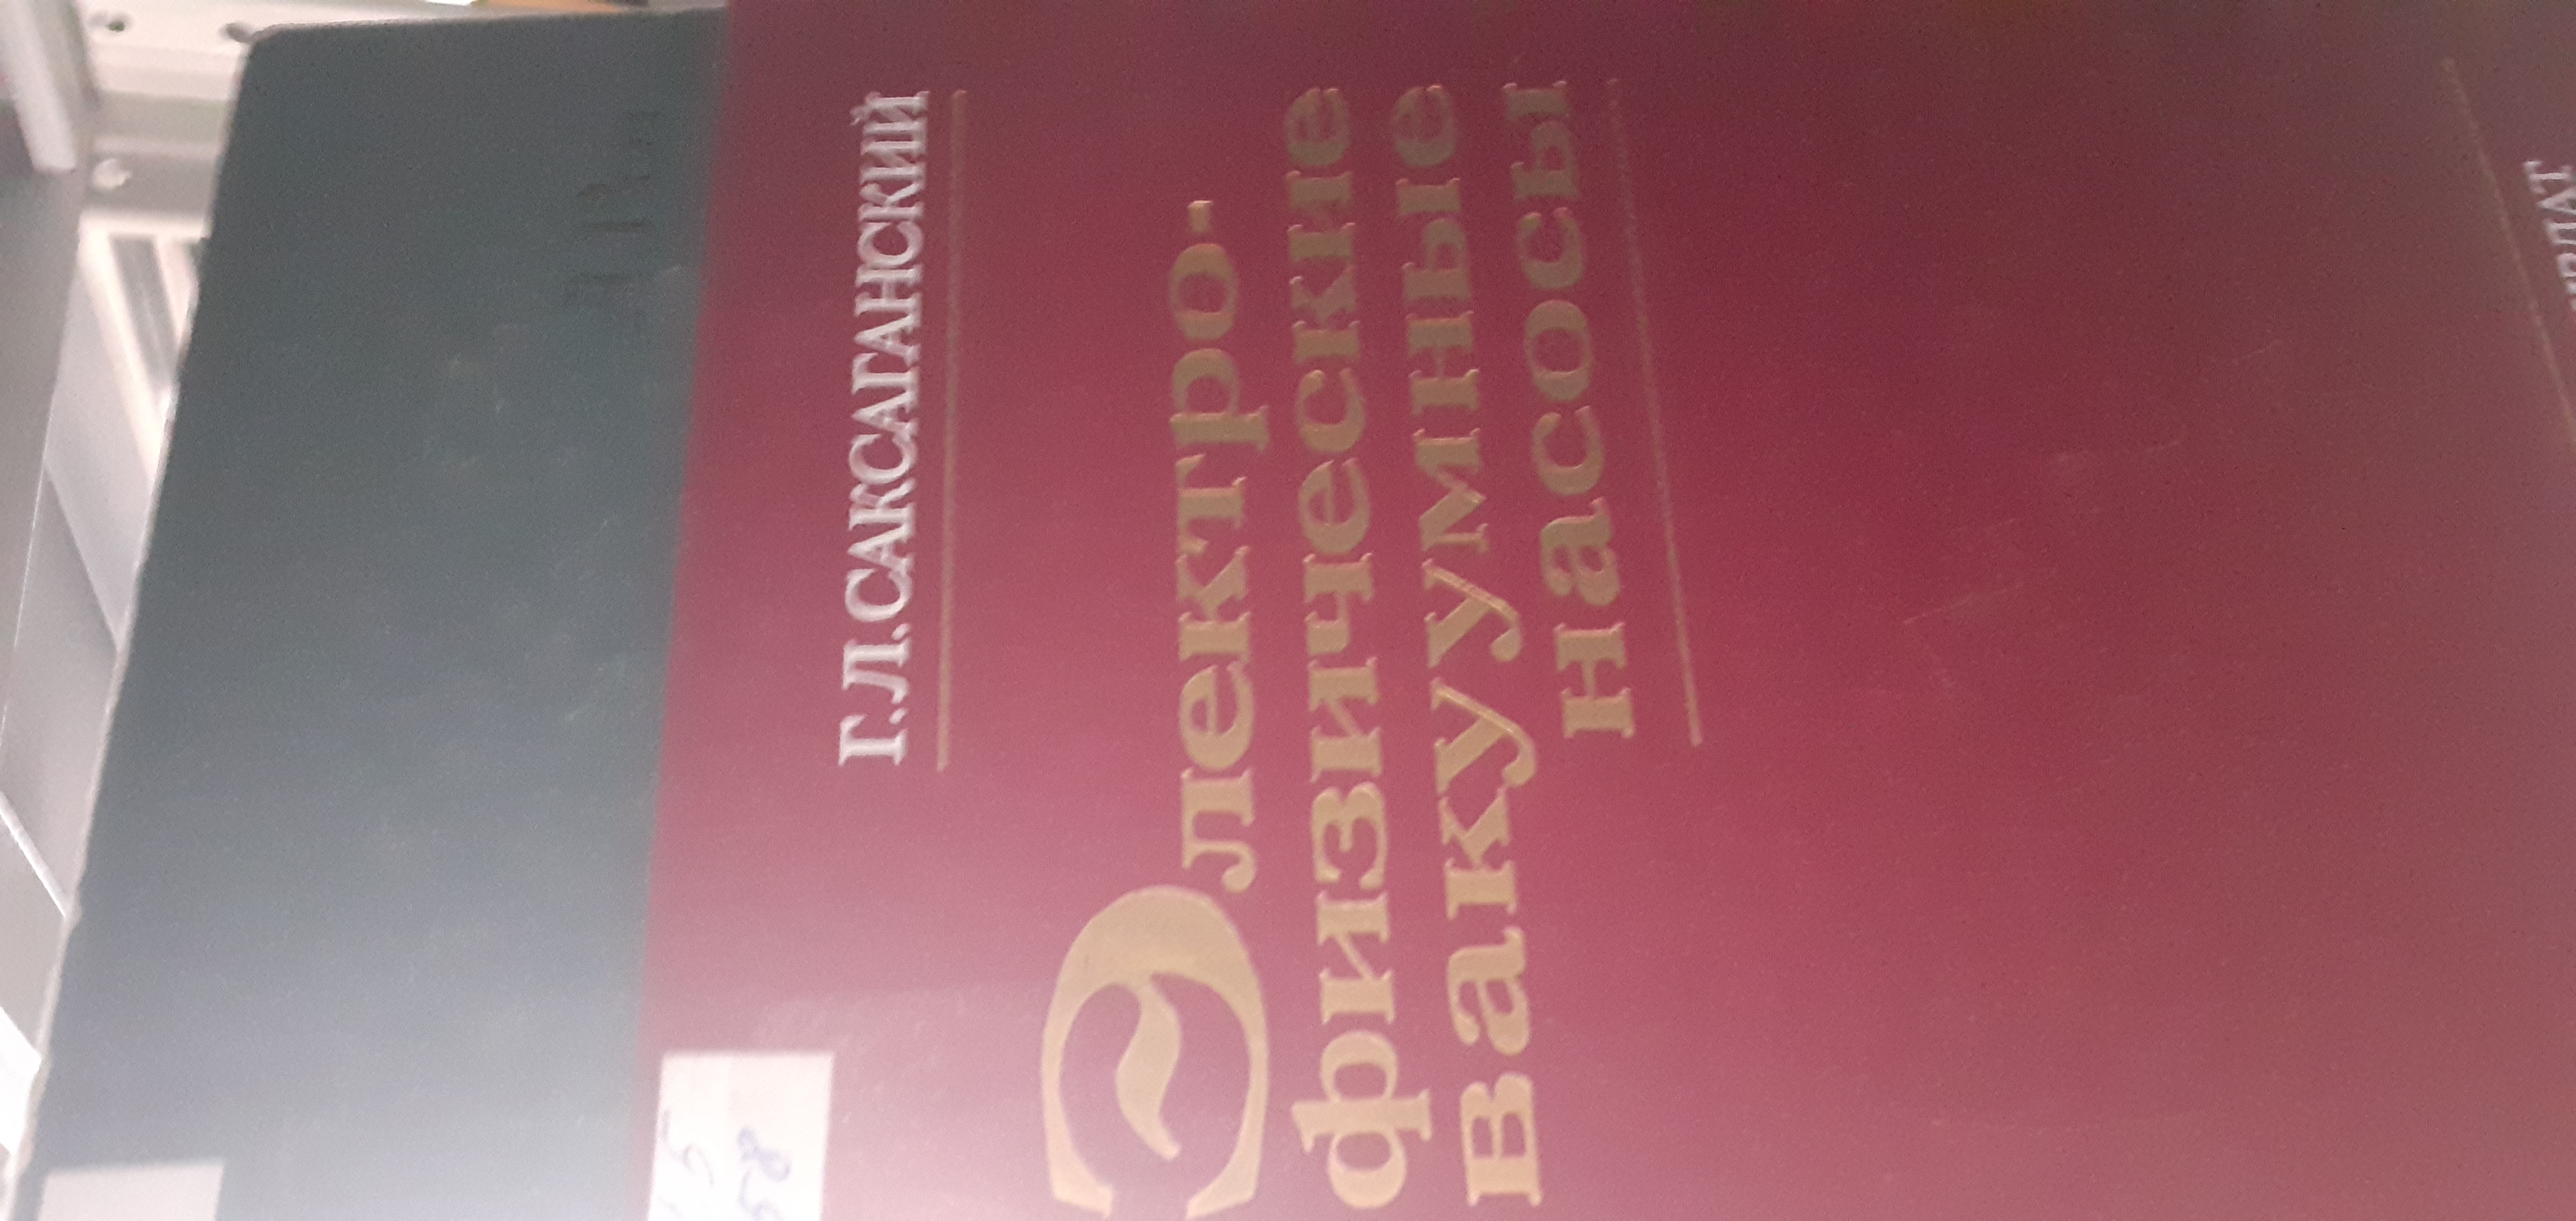 Г.Л.САКСАГАНСКИЙ
Электро-
физические
вакуумные
насосы